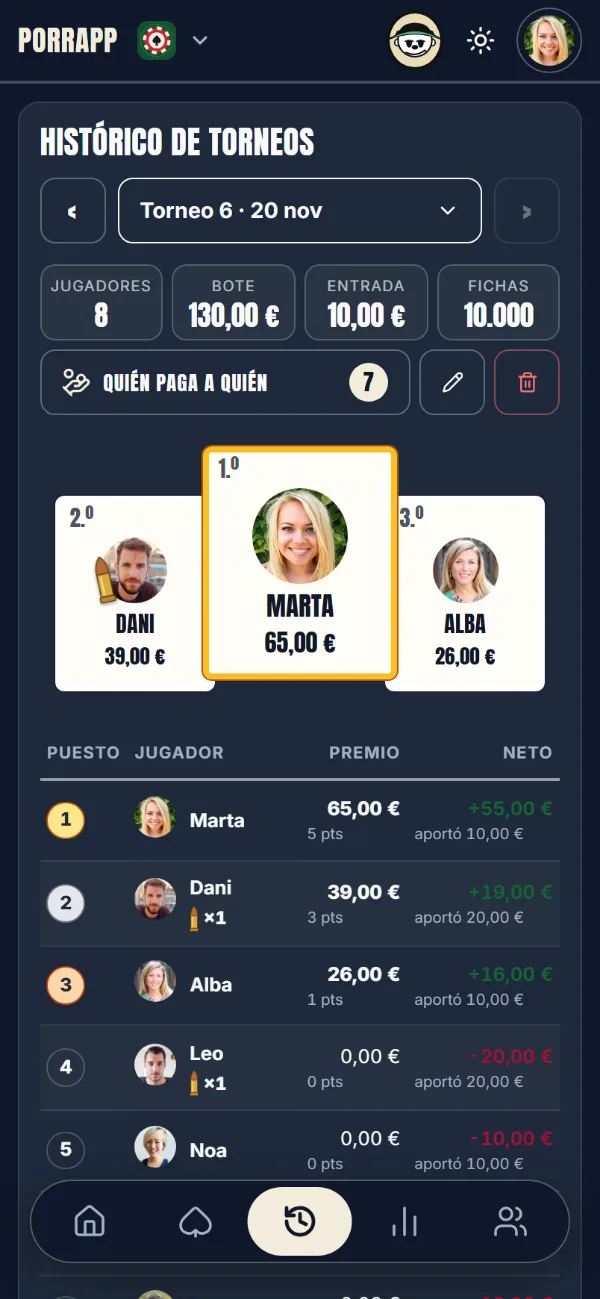 PORRAPP
HISTÓRICO DE TORNEOS
‹ Torneo 6 · 20 nov ›
JUGADORES BOTE ENTRADA FICHAS
8 130,00 € 10,00 € 10.000
QUIÉN PAGA A QUIÉN 7
1.º
2.º 3.º
MARTA
65,00 €
DANI ALBA
39,00 € 26,00 €
PUESTO JUGADOR PREMIO NETO
1 Marta 65,00 € +55,00 €
5 pts aportó 10,00 €
2 Dani 39,00 € +19,00 €
×1 3 pts aportó 20,00 €
3 Alba 26,00 € +16,00 €
1 pts aportó 10,00 €
4 Leo 0,00 € -20,00 €
×1 0 pts aportó 20,00 €
5 Noa 0,00 € -10,00 €
0 pts aportó 10,00 €